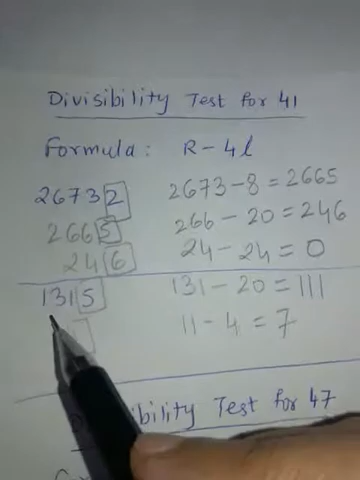 Divisibility Test for 41
Formula: R - 4l
26732 2673 - 8 = 2665
2665 266 - 20 = 246
246 24 - 24 = 0
1315 131 - 20 = 111
11 - 4 = 7
ibility Test for 47